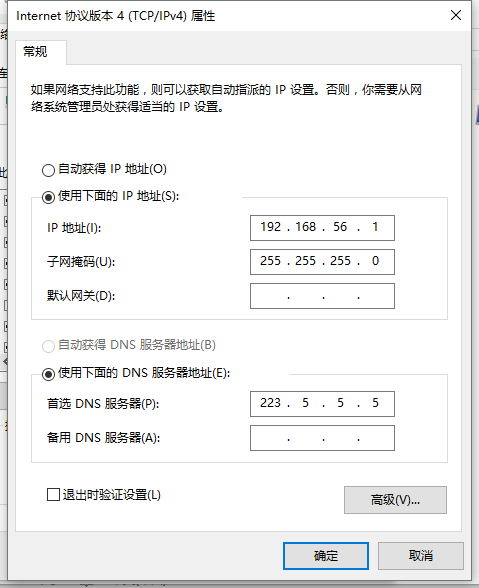 Internet 协议版本 4 (TCP/IPv4) 属性
常规
如果网络支持此功能，则可以获取自动指派的 IP 设置。否则，你需要从网
络系统管理员处获得适当的 IP 设置。
自动获得 IP 地址(O)
使用下面的 IP 地址(S):
IP 地址(I): 192 . 168 . 56 . 1
子网掩码(U): 255 . 255 . 255 . 0
默认网关(D): . . .
自动获得 DNS 服务器地址(B)
使用下面的 DNS 服务器地址(E):
首选 DNS 服务器(P): 223 . 5 . 5 . 5
备用 DNS 服务器(A): . . .
退出时验证设置(L)
高级(V)...
确定 取消